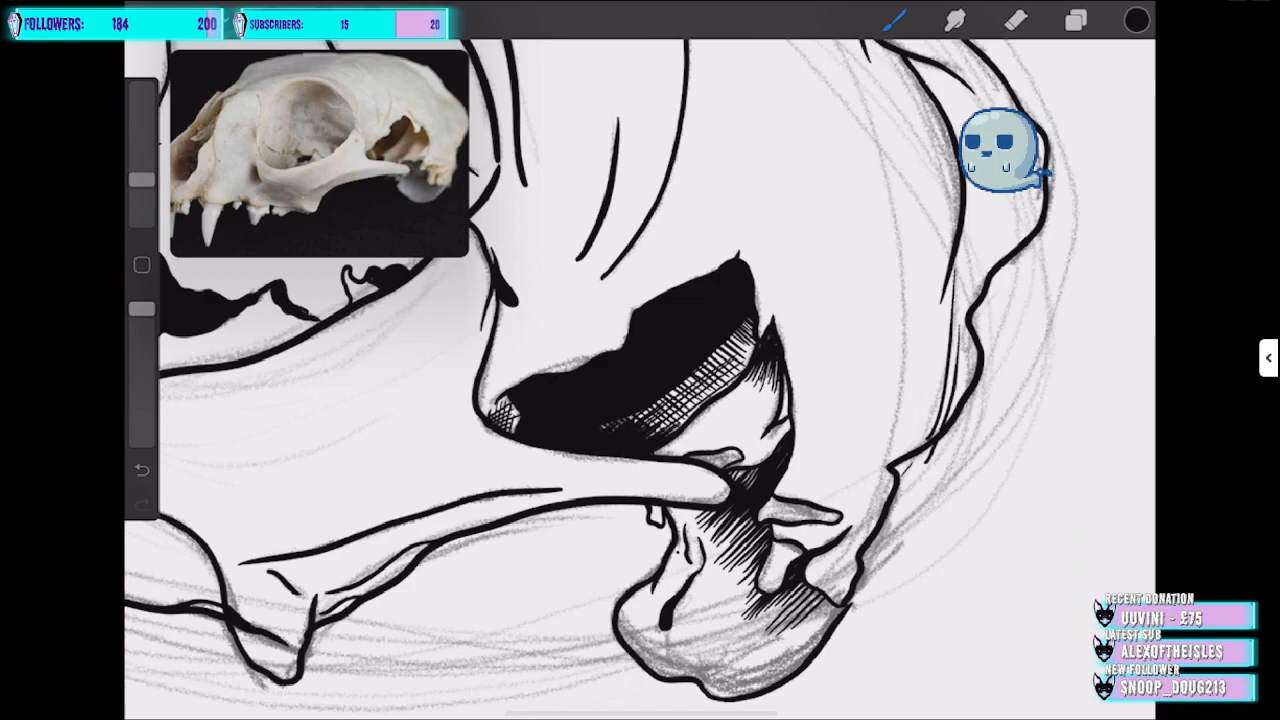 FOLLOWERS: 184 200
SUBSCRIBERS: 15 20
RECENT DONATION
UUVINI - £75
LATEST SUB
ALEXOFTHEISLES
NEW FOLLOWER
SNOOP_DOUG213